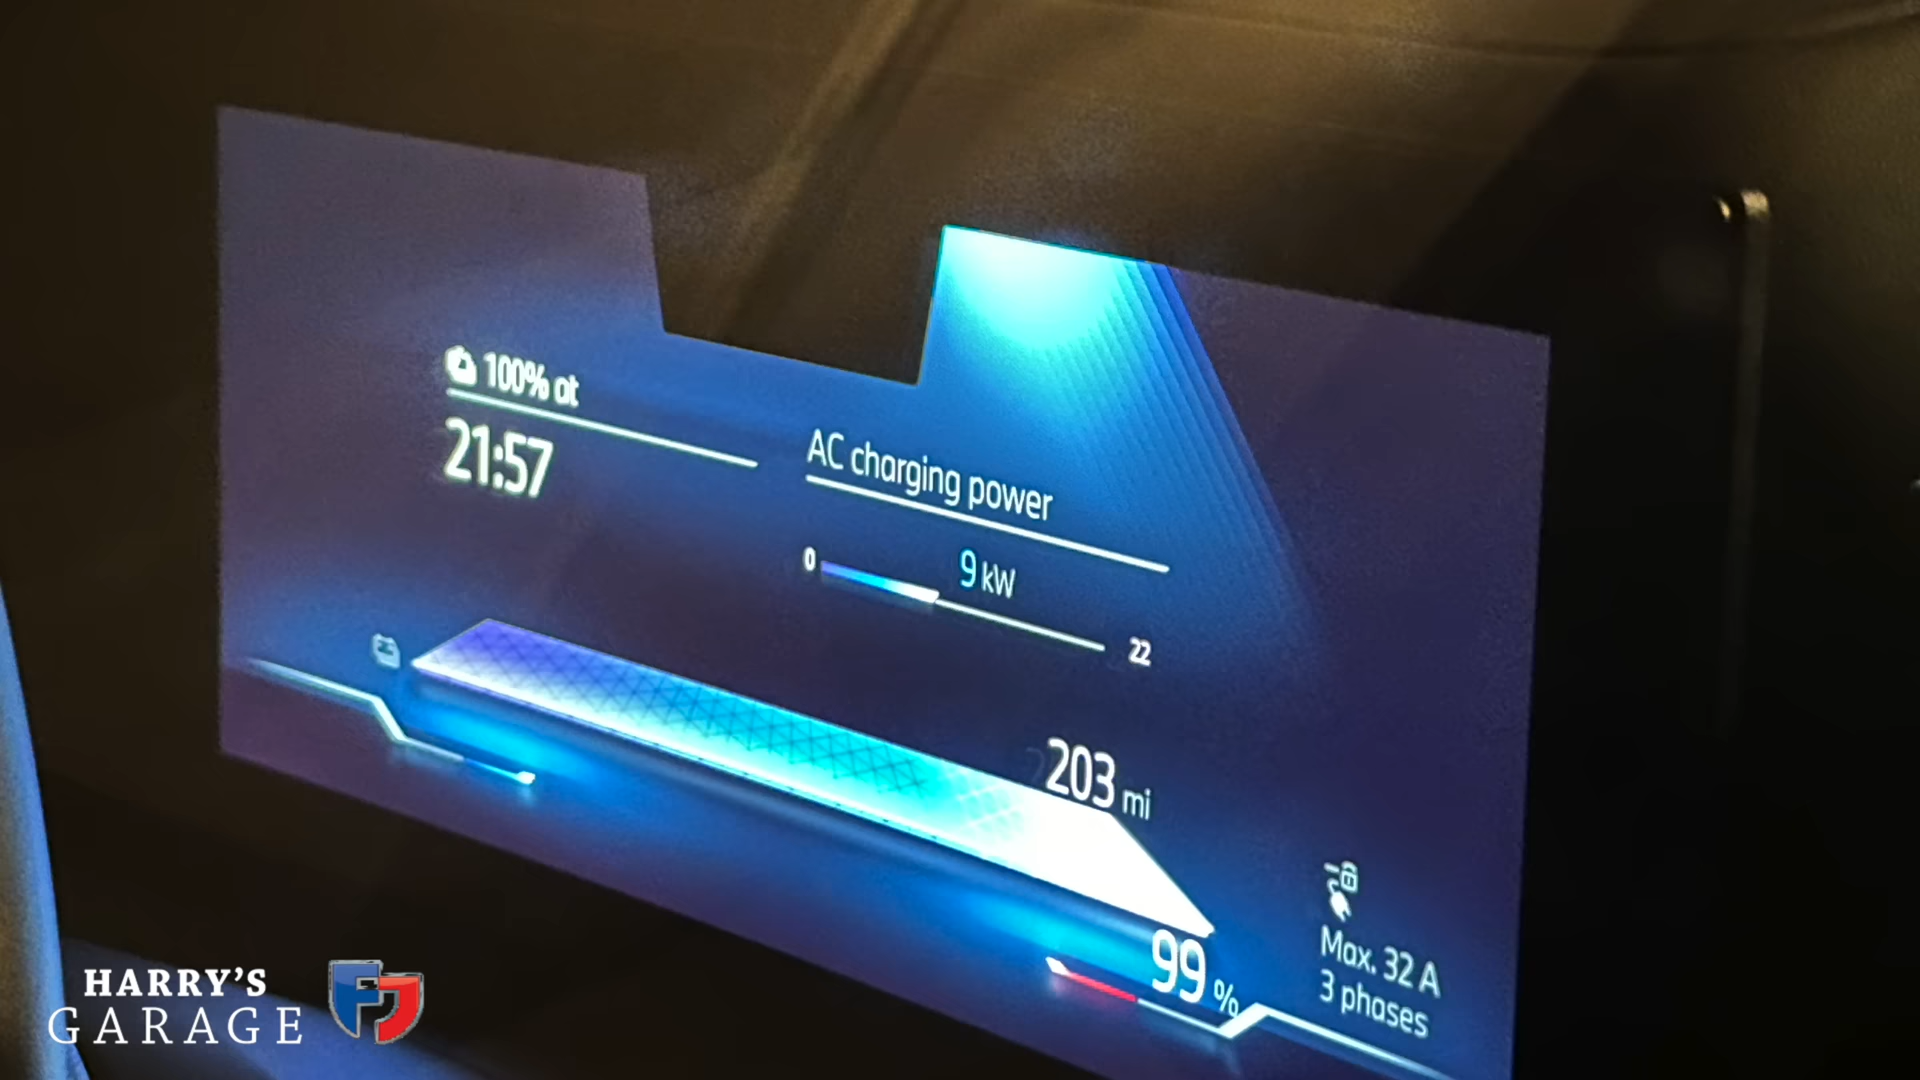 100% at
21:57
AC charging power
9 kW
0
22
203 mi
99 %
Max. 32 A
3 phases
HARRY'S
GARAGE